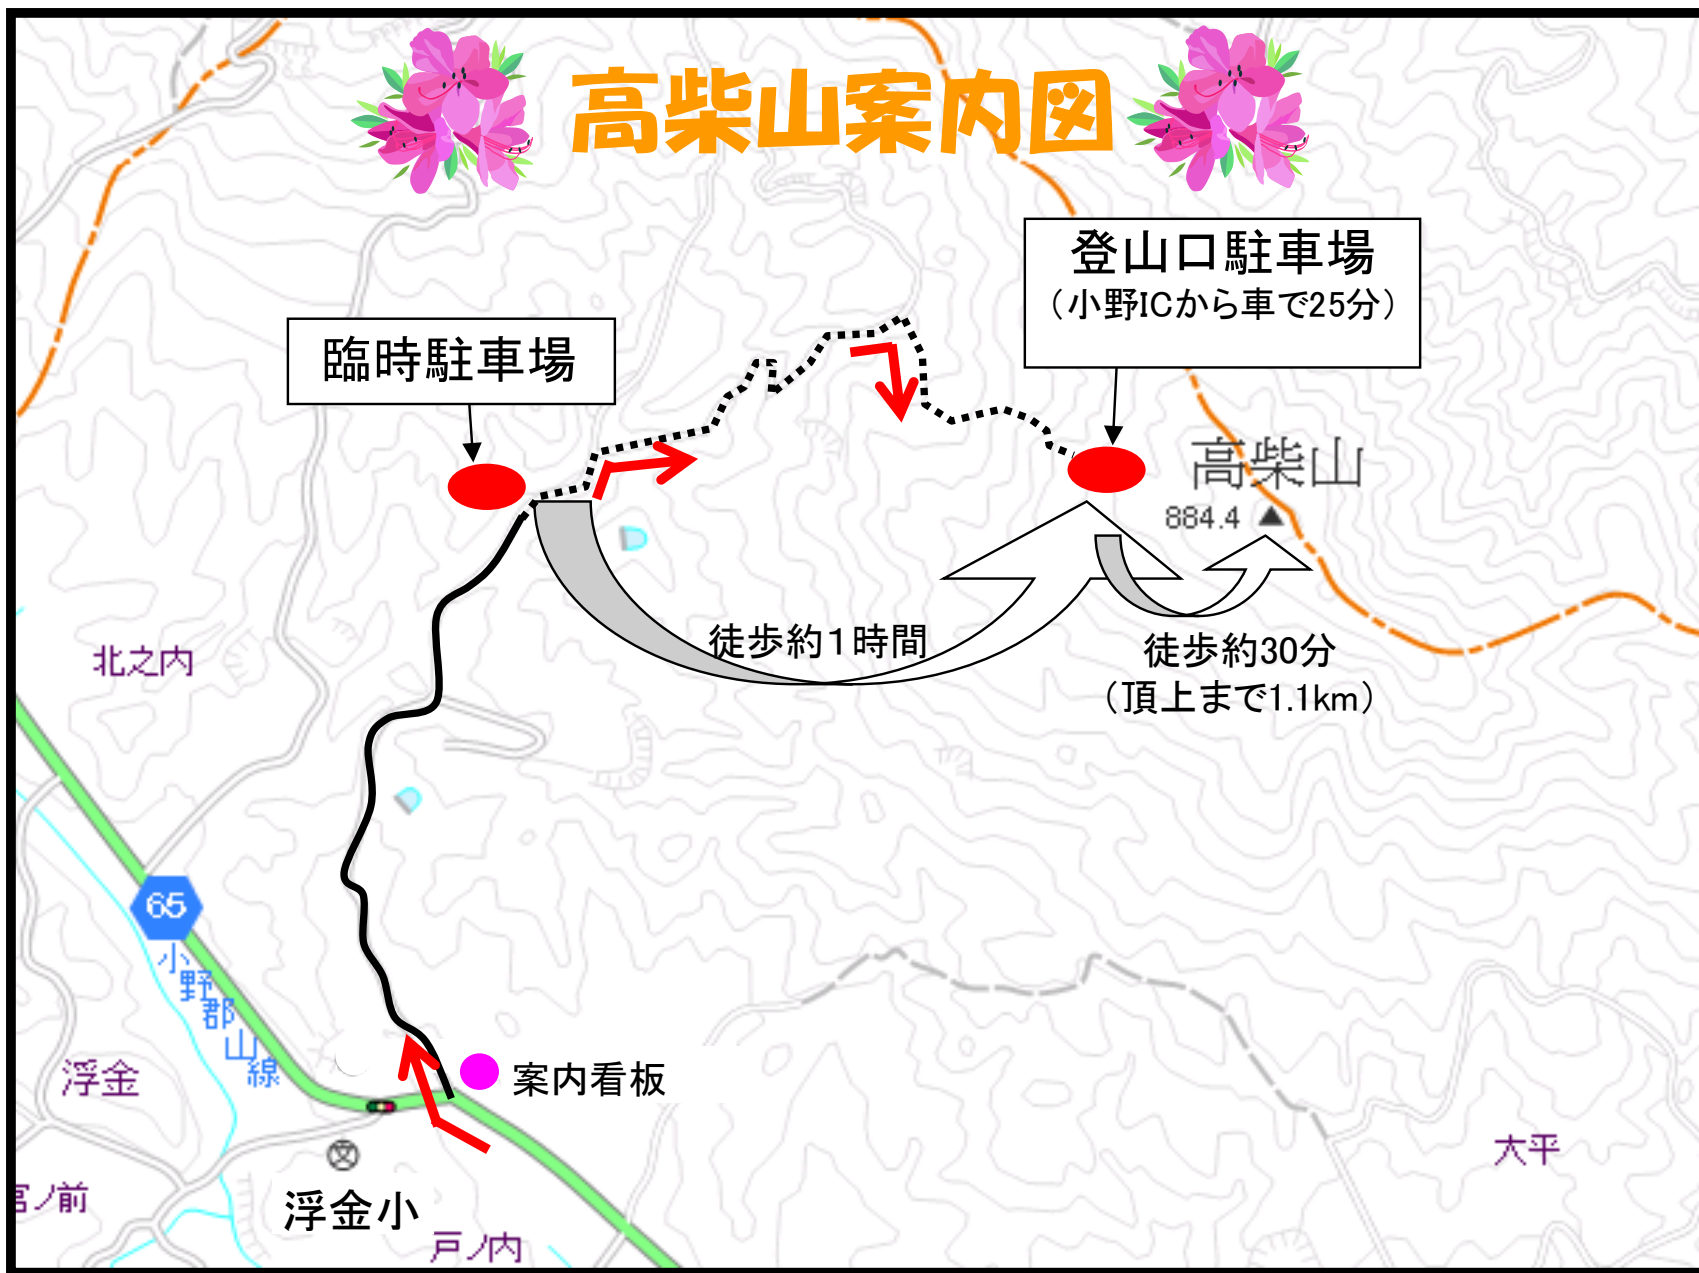 高柴山案内図
登山口駐車場
（小野ICから車で25分）
臨時駐車場
高柴山
884.4
徒歩約１時間
徒歩約30分
（頂上まで1.1km）
北之内
65
小野郡山線
浮金
案内看板
大平
宮ノ前
浮金小
戸ノ内